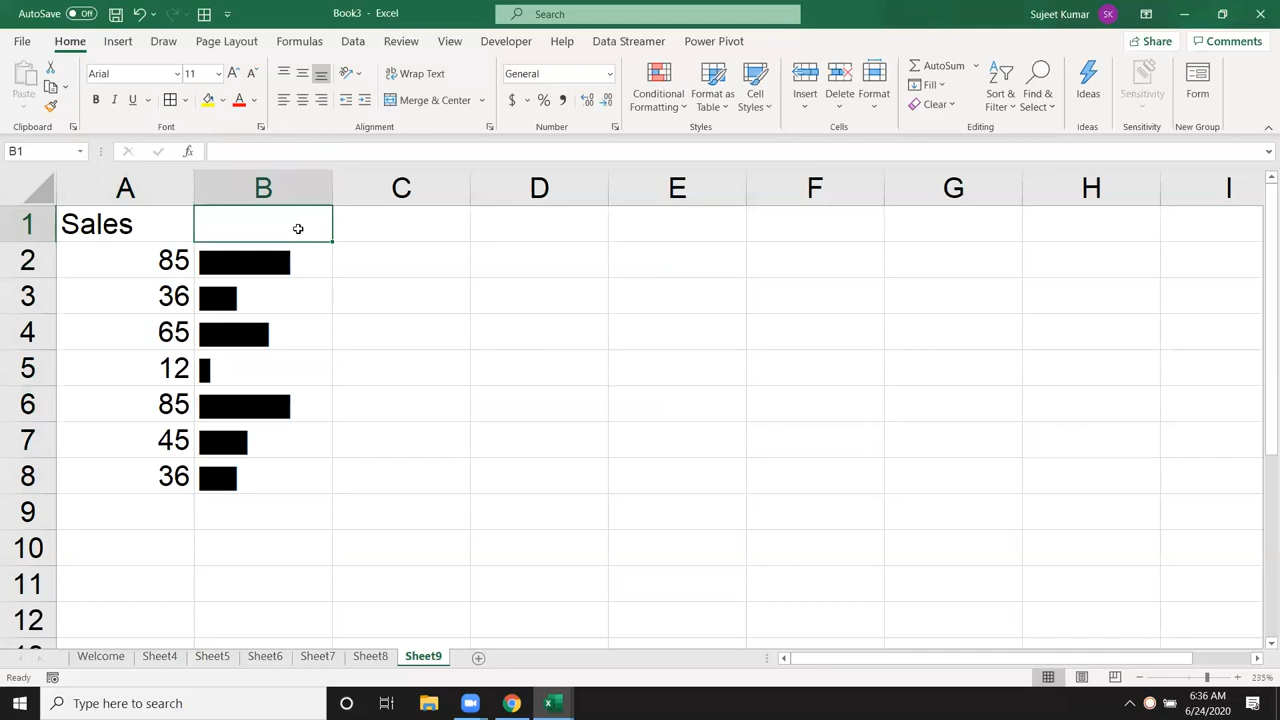 AutoSave Off Book3 - Excel Search Sujeet Kumar SK
File Home Insert Draw Page Layout Formulas Data Review View Developer Help Data Streamer Power Pivot Share Comments
Paste Arial 11 A A ab Wrap Text General Conditional Formatting Format as Table Cell Styles Insert Delete Format AutoSum Fill Clear Sort & Filter Find & Select Ideas Sensitivity Form
B I U A Merge & Center $ % ,
Clipboard Font Alignment Number Styles Cells Editing Ideas Sensitivity New Group
B1 fx
A B C D E F G H I
1 Sales
2 85
3 36
4 65
5 12
6 85
7 45
8 36
9
10
11
12
Welcome Sheet4 Sheet5 Sheet6 Sheet7 Sheet8 Sheet9
Ready 235%
Type here to search 6:36 AM
6/24/2020